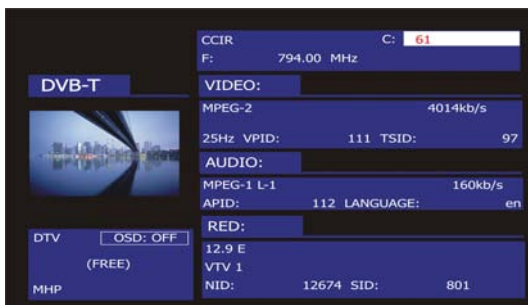 CCIR C: 61
F: 794.00 MHz
DVB-T
VIDEO:
MPEG-2 4014kb/s
25Hz VPID: 111 TSID: 97
AUDIO:
MPEG-1 L-1 160kb/s
APID: 112 LANGUAGE: en
RED:
12.9 E
VTV 1
NID: 12674 SID: 801
DTV OSD: OFF
(FREE)
MHP